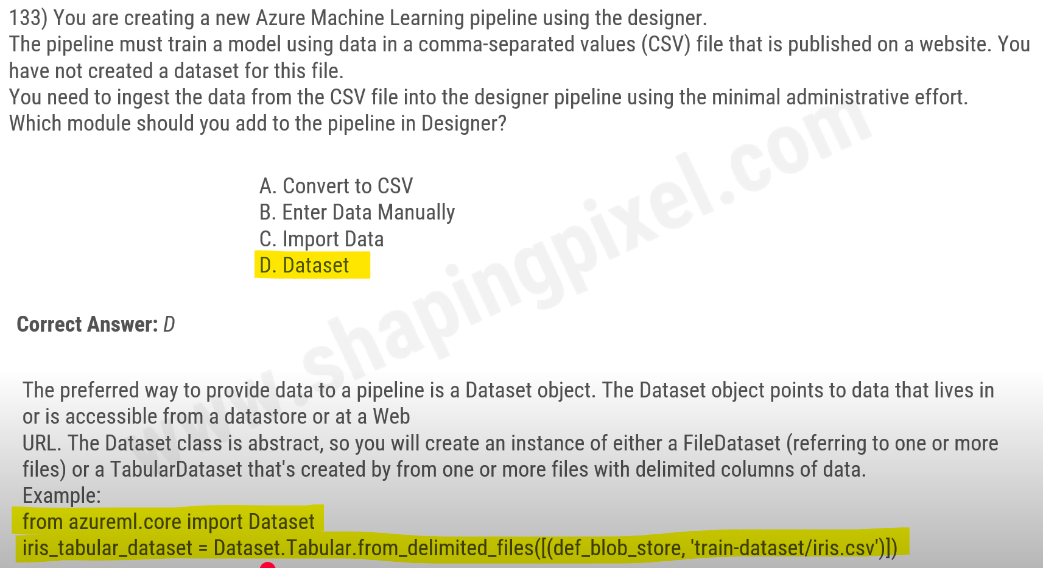 133) You are creating a new Azure Machine Learning pipeline using the designer.
The pipeline must train a model using data in a comma-separated values (CSV) file that is published on a website. You
have not created a dataset for this file.
You need to ingest the data from the CSV file into the designer pipeline using the minimal administrative effort.
Which module should you add to the pipeline in Designer?
A. Convert to CSV
B. Enter Data Manually
C. Import Data
D. Dataset
www.shapingpixel.com
Correct Answer: D
The preferred way to provide data to a pipeline is a Dataset object. The Dataset object points to data that lives in
or is accessible from a datastore or at a Web
URL. The Dataset class is abstract, so you will create an instance of either a FileDataset (referring to one or more
files) or a TabularDataset that's created by from one or more files with delimited columns of data.
Example:
from azureml.core import Dataset
iris_tabular_dataset = Dataset.Tabular.from_delimited_files([(def_blob_store, 'train-dataset/iris.csv')])